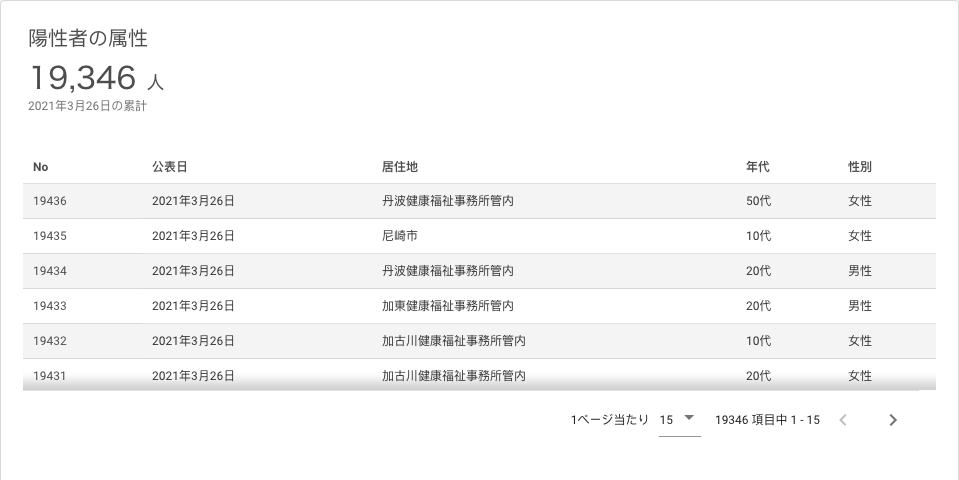 陽性者の属性
19,346 人
2021年3月26日の累計
No 公表日 居住地 年代 性別
19436 2021年3月26日 丹波健康福祉事務所管内 50代 女性
19435 2021年3月26日 尼崎市 10代 女性
19434 2021年3月26日 丹波健康福祉事務所管内 20代 男性
19433 2021年3月26日 加東健康福祉事務所管内 20代 男性
19432 2021年3月26日 加古川健康福祉事務所管内 10代 女性
19431 2021年3月26日 加古川健康福祉事務所管内 20代 女性
1ページ当たり 15 19346 項目中 1 - 15